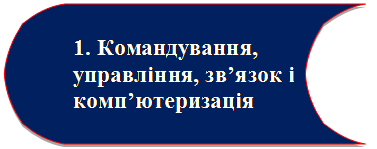 1. Командування,
управління, зв’язок і
комп’ютеризація